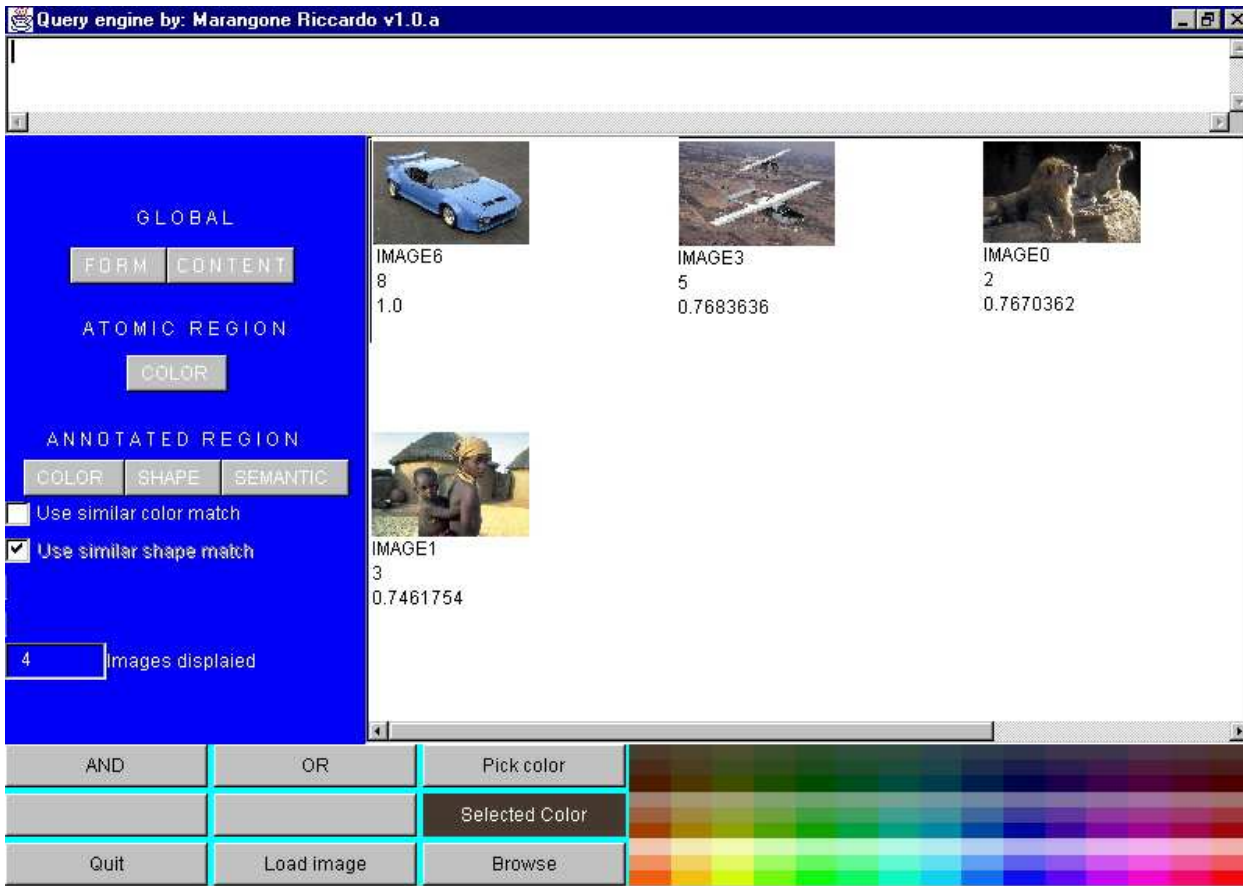 Query engine by: Marangone Riccardo v1.0.a
GLOBAL
FORM CONTENT
ATOMIC REGION
COLOR
ANNOTATED REGION
COLOR SHAPE SEMANTIC
Use similar color match
Use similar shape match
4 Images displaied
IMAGE6
8
1.0
IMAGE3
5
0.7683636
IMAGE0
2
0.7670362
IMAGE1
3
0.7461754
AND OR Pick color
Selected Color
Quit Load image Browse